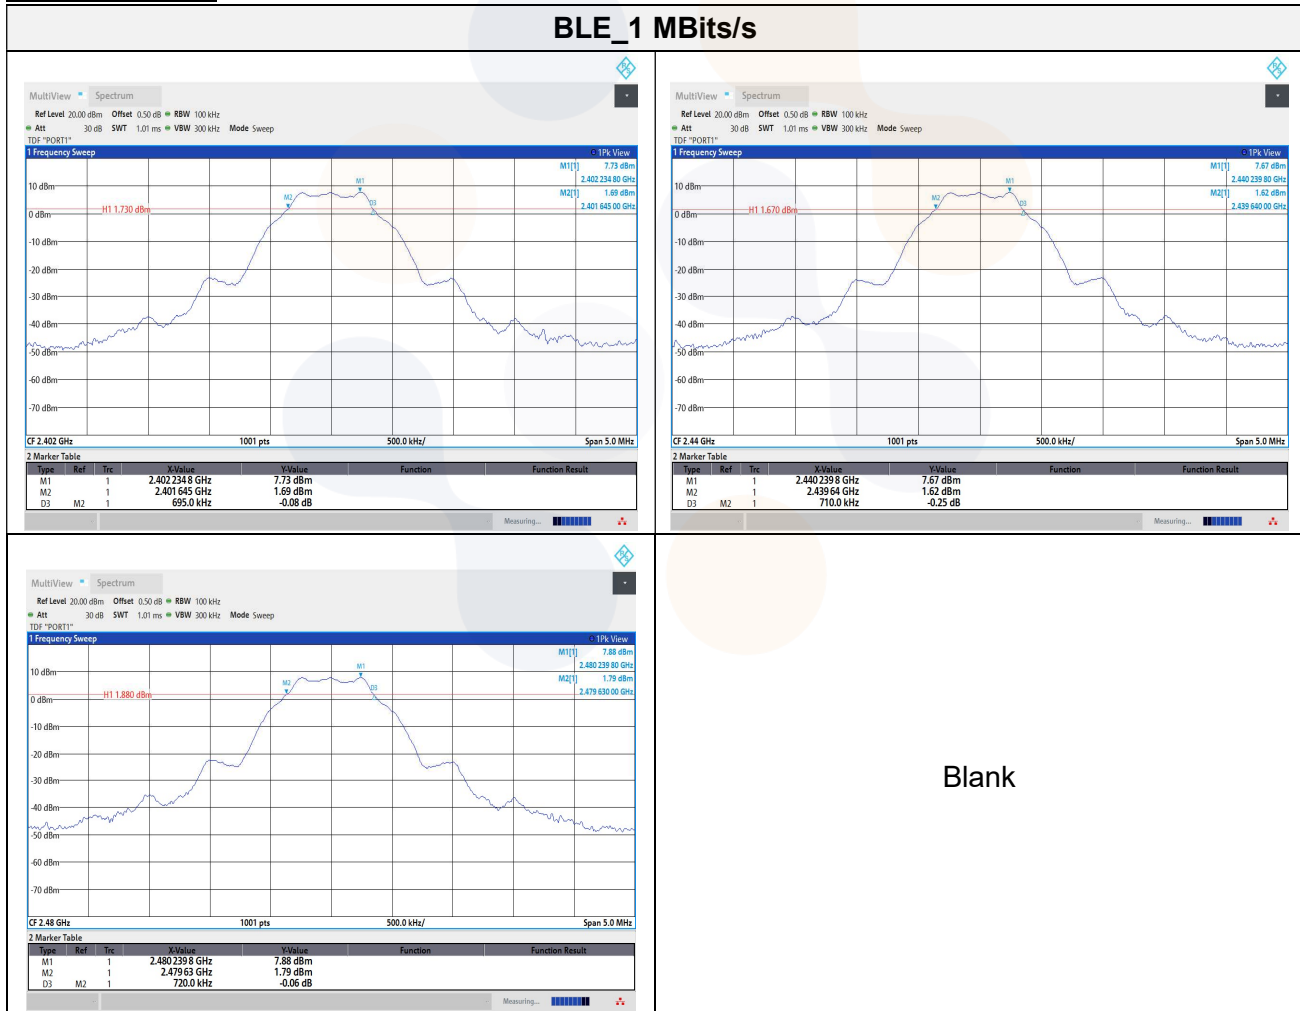 BLE_1 MBits/s
MultiView Spectrum
Ref Level 20.00 dBm Offset 0.50 dB RBW 100 kHz
Att 30 dB SWT 1.01 ms VBW 300 kHz Mode Sweep
TDF "PORT1"
1 Frequency Sweep 1Pk View
M1[1] 7.73 dBm
2.402 234 80 GHz
M2[1] 1.69 dBm
2.401 645 00 GHz
M1
M2
D3
H1 1.730 dBm
10 dBm
0 dBm
-10 dBm
-20 dBm
-30 dBm
-40 dBm
-50 dBm
-60 dBm
-70 dBm
CF 2.402 GHz 1001 pts 500.0 kHz/ Span 5.0 MHz
2 Marker Table
Type Ref Trc X-Value Y-Value Function Function Result
M1 1 2.402 234 8 GHz 7.73 dBm
M2 1 2.401 645 GHz 1.69 dBm
D3 M2 1 695.0 kHz -0.08 dB
Measuring...
MultiView Spectrum
Ref Level 20.00 dBm Offset 0.50 dB RBW 100 kHz
Att 30 dB SWT 1.01 ms VBW 300 kHz Mode Sweep
TDF "PORT1"
1 Frequency Sweep 1Pk View
M1[1] 7.67 dBm
2.440 239 80 GHz
M2[1] 1.62 dBm
2.439 640 00 GHz
M1
M2
D3
H1 1.670 dBm
10 dBm
0 dBm
-10 dBm
-20 dBm
-30 dBm
-40 dBm
-50 dBm
-60 dBm
-70 dBm
CF 2.44 GHz 1001 pts 500.0 kHz/ Span 5.0 MHz
2 Marker Table
Type Ref Trc X-Value Y-Value Function Function Result
M1 1 2.440 239 8 GHz 7.67 dBm
M2 1 2.439 64 GHz 1.62 dBm
D3 M2 1 710.0 kHz -0.25 dB
Measuring...
MultiView Spectrum
Ref Level 20.00 dBm Offset 0.50 dB RBW 100 kHz
Att 30 dB SWT 1.01 ms VBW 300 kHz Mode Sweep
TDF "PORT1"
1 Frequency Sweep 1Pk View
M1[1] 7.88 dBm
2.480 239 80 GHz
M2[1] 1.79 dBm
2.479 630 00 GHz
M1
M2
D3
H1 1.880 dBm
10 dBm
0 dBm
-10 dBm
-20 dBm
-30 dBm
-40 dBm
-50 dBm
-60 dBm
-70 dBm
CF 2.48 GHz 1001 pts 500.0 kHz/ Span 5.0 MHz
2 Marker Table
Type Ref Trc X-Value Y-Value Function Function Result
M1 1 2.480 239 8 GHz 7.88 dBm
M2 1 2.479 63 GHz 1.79 dBm
D3 M2 1 720.0 kHz -0.06 dB
Measuring...
Blank